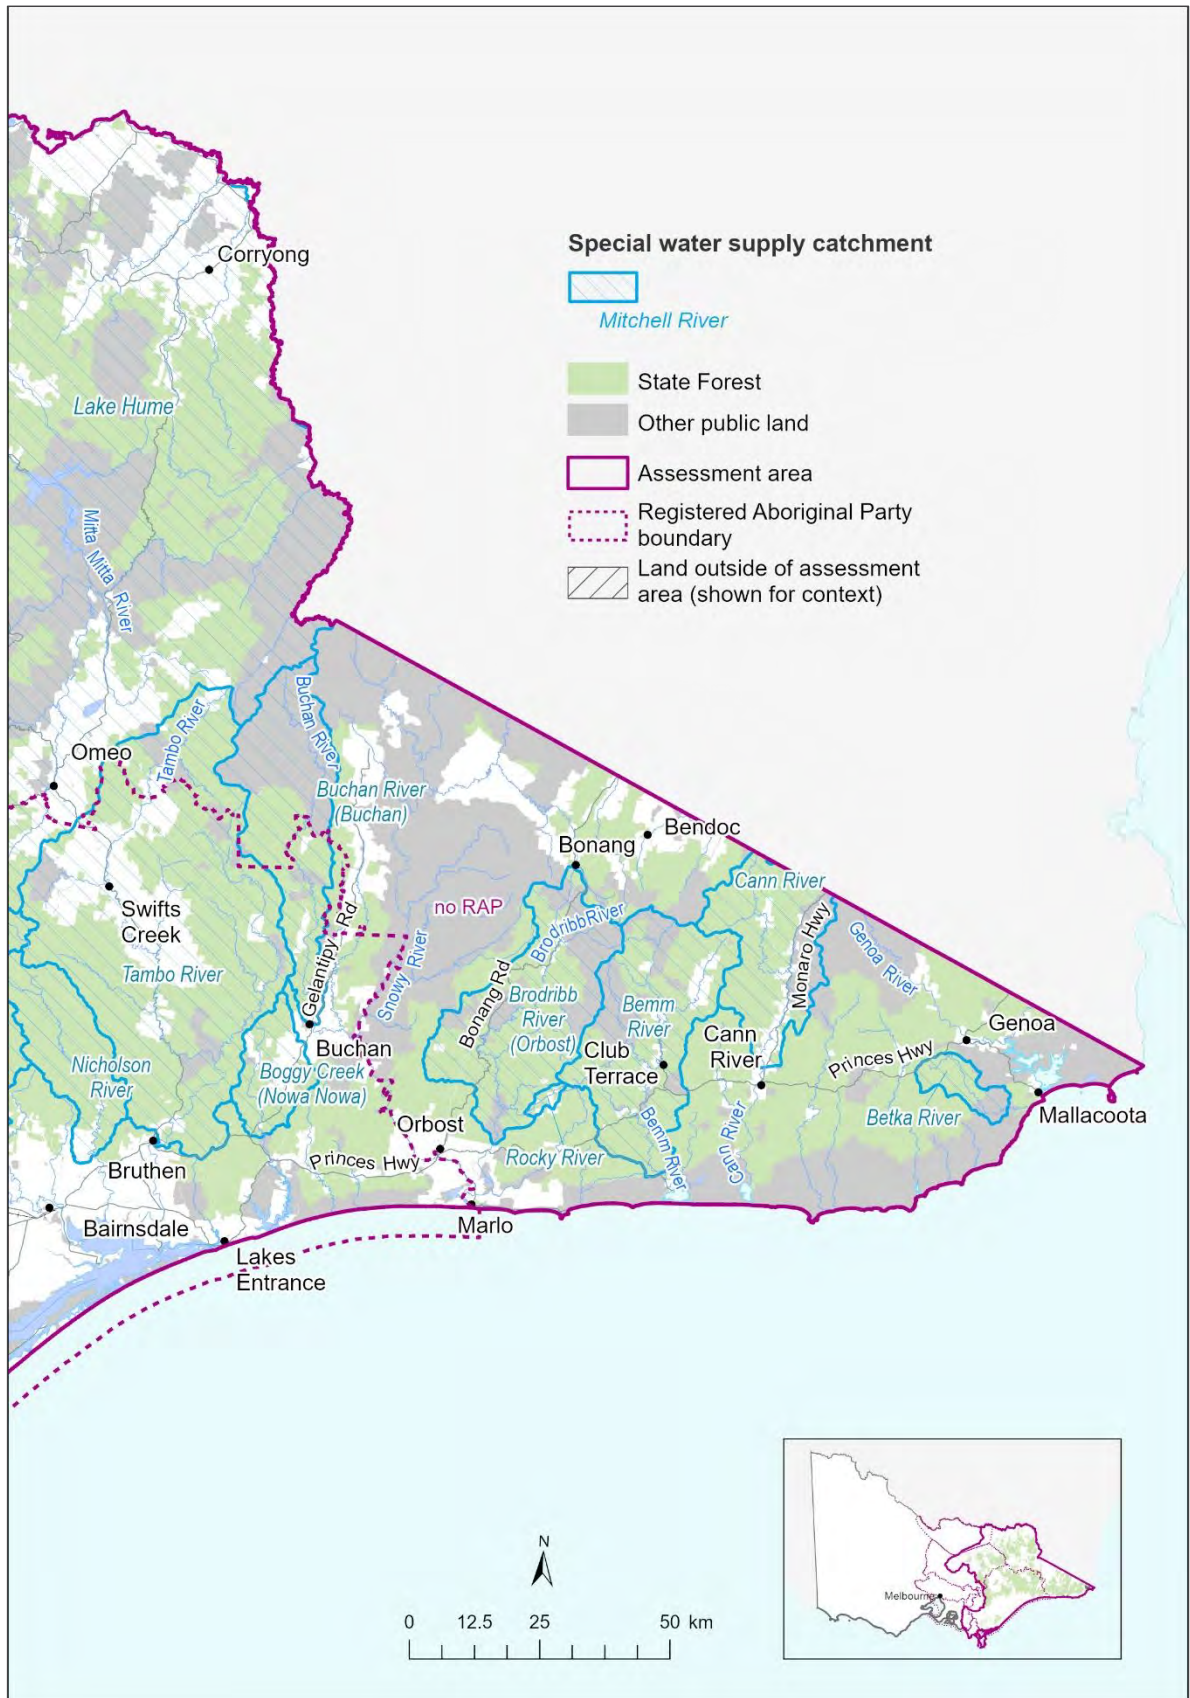 Corryong
Special water supply catchment
Mitchell River
State Forest
Other public land
Lake Hume
Assessment area
Registered Aboriginal Party
boundary
Land outside of assessment
area (shown for context)
Mitta Mitta River
Buchan River
Tambo River
Omeo
Buchan River
(Buchan)
Bendoc
Bonang
Cann River
Swifts
Creek
no RAP
Brodribb River
Monaro Hwy
Genoa River
Gelantipy Rd
Snowy River
Tambo River
Bonang Rd
Brodribb
River
(Orbost)
Bemm
River
Genoa
Buchan
Club
Terrace
Cann
River
Princes Hwy
Nicholson
River
Boggy Creek
(Nowa Nowa)
Mallacoota
Betka River
Orbost
Bemm River
Cann River
Bruthen
Princes Hwy
Rocky River
Bairnsdale
Marlo
Lakes
Entrance
N
0 12.5 25 50 km
Melbourne